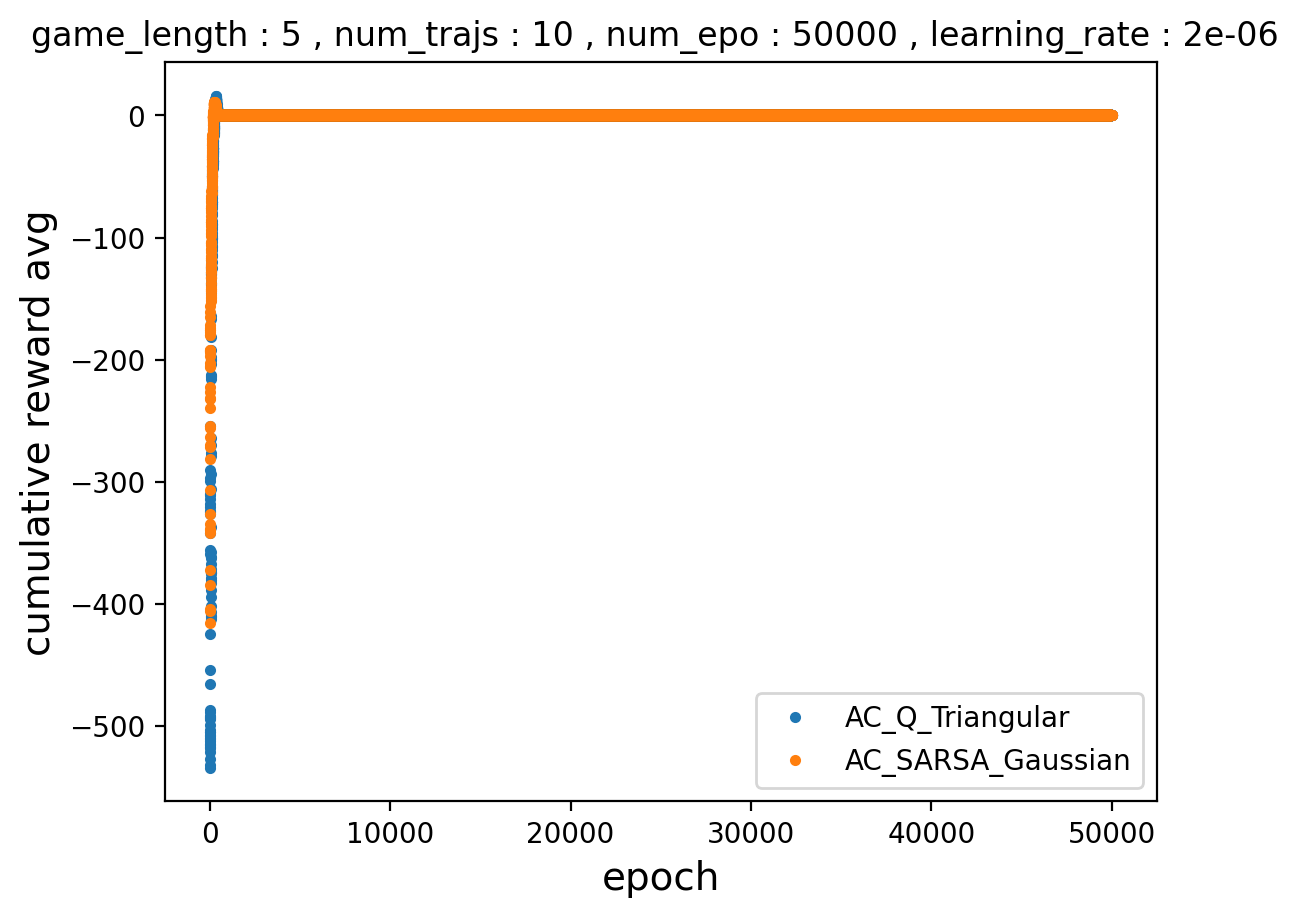 game_length : 5 , num_trajs : 10 , num_epo : 50000 , learning_rate : 2e-06
cumulative reward avg
0
−100
−200
−300
−400
−500
AC_Q_Triangular
AC_SARSA_Gaussian
0 10000 20000 30000 40000 50000
epoch